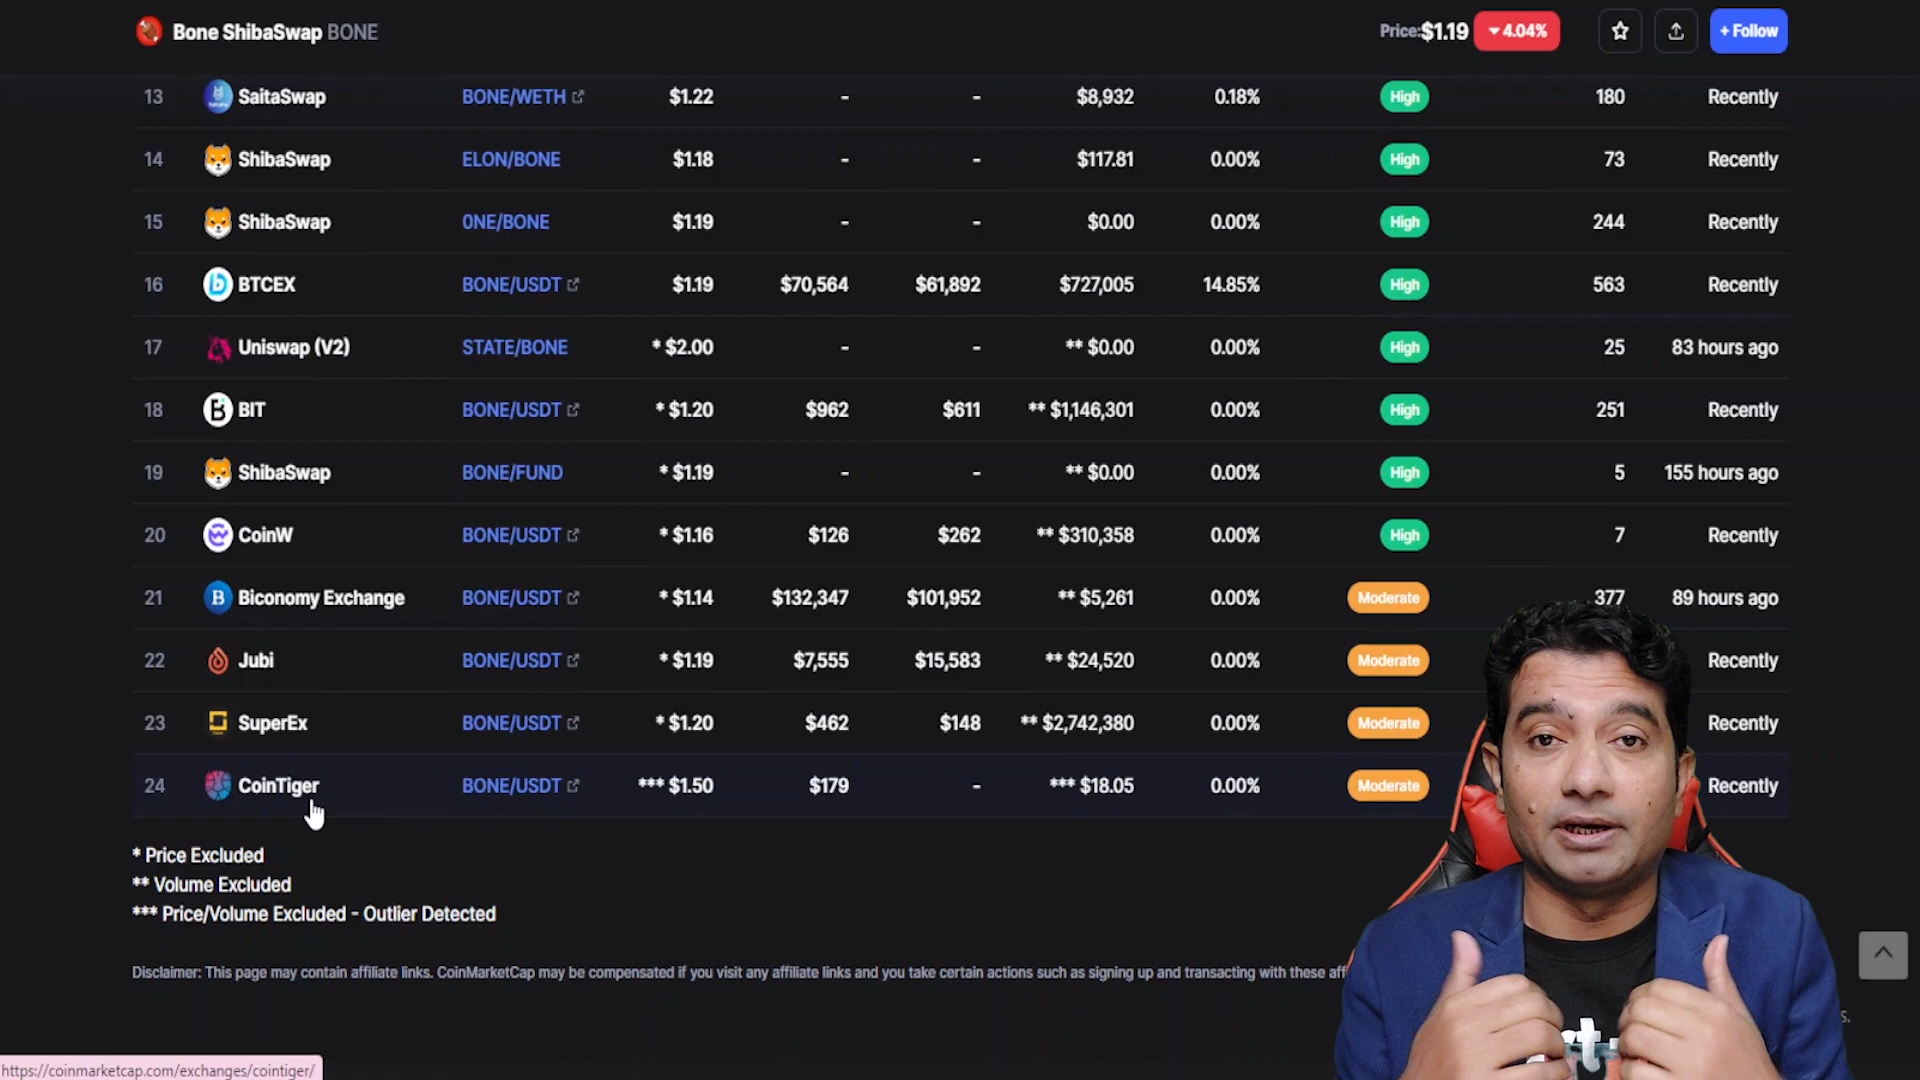 Bone ShibaSwap BONE Price:$1.19 4.04% + Follow
13 SaitaSwap BONE/WETH $1.22 - - $8,932 0.18% High 180 Recently
14 ShibaSwap ELON/BONE $1.18 - - $117.81 0.00% High 73 Recently
15 ShibaSwap 0NE/BONE $1.19 - - $0.00 0.00% High 244 Recently
16 BTCEX BONE/USDT $1.19 $70,564 $61,892 $727,005 14.85% High 563 Recently
17 Uniswap (V2) STATE/BONE * $2.00 - - ** $0.00 0.00% High 25 83 hours ago
18 BIT BONE/USDT * $1.20 $962 $611 ** $1,146,301 0.00% High 251 Recently
19 ShibaSwap BONE/FUND * $1.19 - - ** $0.00 0.00% High 5 155 hours ago
20 CoinW BONE/USDT * $1.16 $126 $262 ** $310,358 0.00% High 7 Recently
21 Biconomy Exchange BONE/USDT * $1.14 $132,347 $101,952 ** $5,261 0.00% Moderate 377 89 hours ago
22 Jubi BONE/USDT * $1.19 $7,555 $15,583 ** $24,520 0.00% Moderate Recently
23 SuperEx BONE/USDT * $1.20 $462 $148 ** $2,742,380 0.00% Moderate Recently
24 CoinTiger BONE/USDT *** $1.50 $179 - *** $18.05 0.00% Moderate Recently
* Price Excluded
** Volume Excluded
*** Price/Volume Excluded - Outlier Detected
Disclaimer: This page may contain affiliate links. CoinMarketCap may be compensated if you visit any affiliate links and you take certain actions such as signing up and transacting with these
https://coinmarketcap.com/exchanges/cointiger/